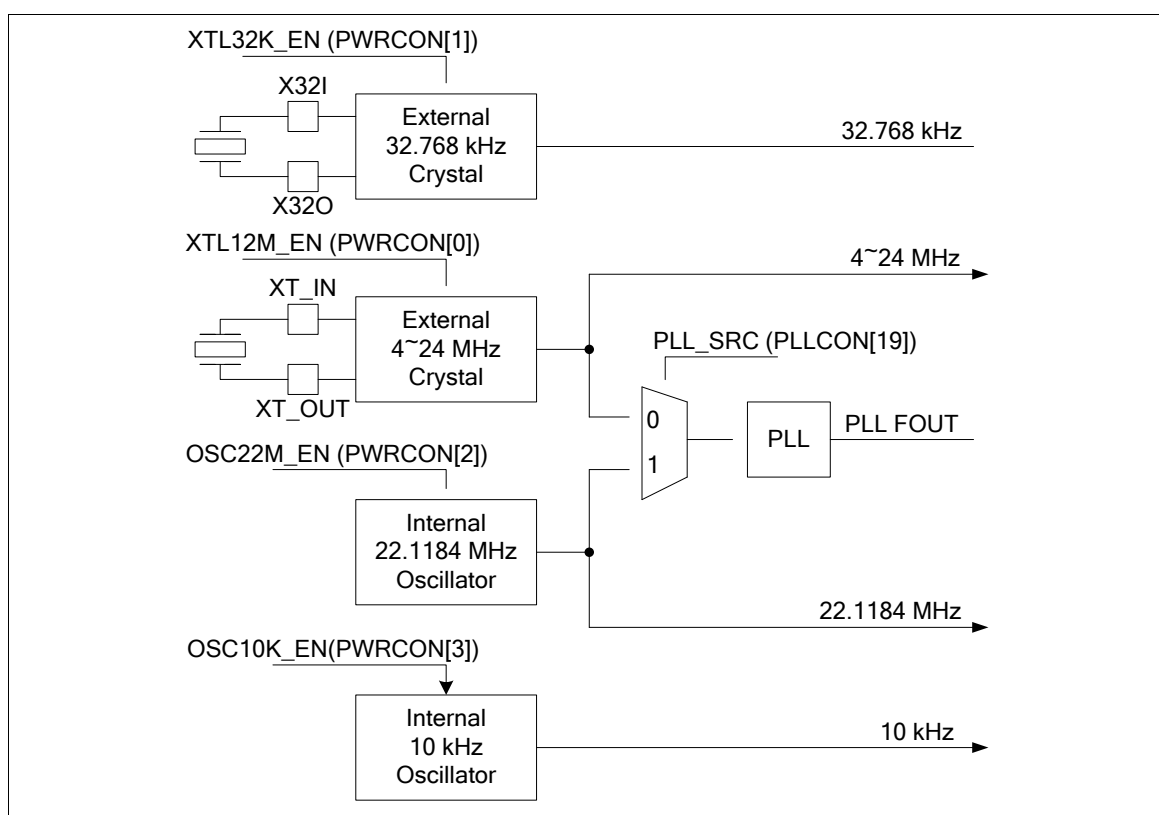 XTL32K_EN (PWRCON[1])
X32I
External
32.768 kHz
Crystal
32.768 kHz
X32O
XTL12M_EN (PWRCON[0])
4~24 MHz
XT_IN
External
4~24 MHz
Crystal
PLL_SRC (PLLCON[19])
XT_OUT
0
1
PLL
PLL FOUT
OSC22M_EN (PWRCON[2])
Internal
22.1184 MHz
Oscillator
22.1184 MHz
OSC10K_EN(PWRCON[3])
Internal
10 kHz
Oscillator
10 kHz